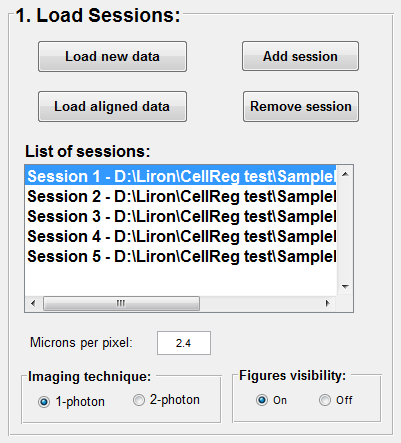 1. Load Sessions:
Load new data
Add session
Load aligned data
Remove session
List of sessions:
Session 1 - D:\Liron\CellReg test\Sample
Session 2 - D:\Liron\CellReg test\Sample
Session 3 - D:\Liron\CellReg test\Sample
Session 4 - D:\Liron\CellReg test\Sample
Session 5 - D:\Liron\CellReg test\Sample
Microns per pixel: 2.4
Imaging technique:
1-photon 2-photon
Figures visibility:
On Off